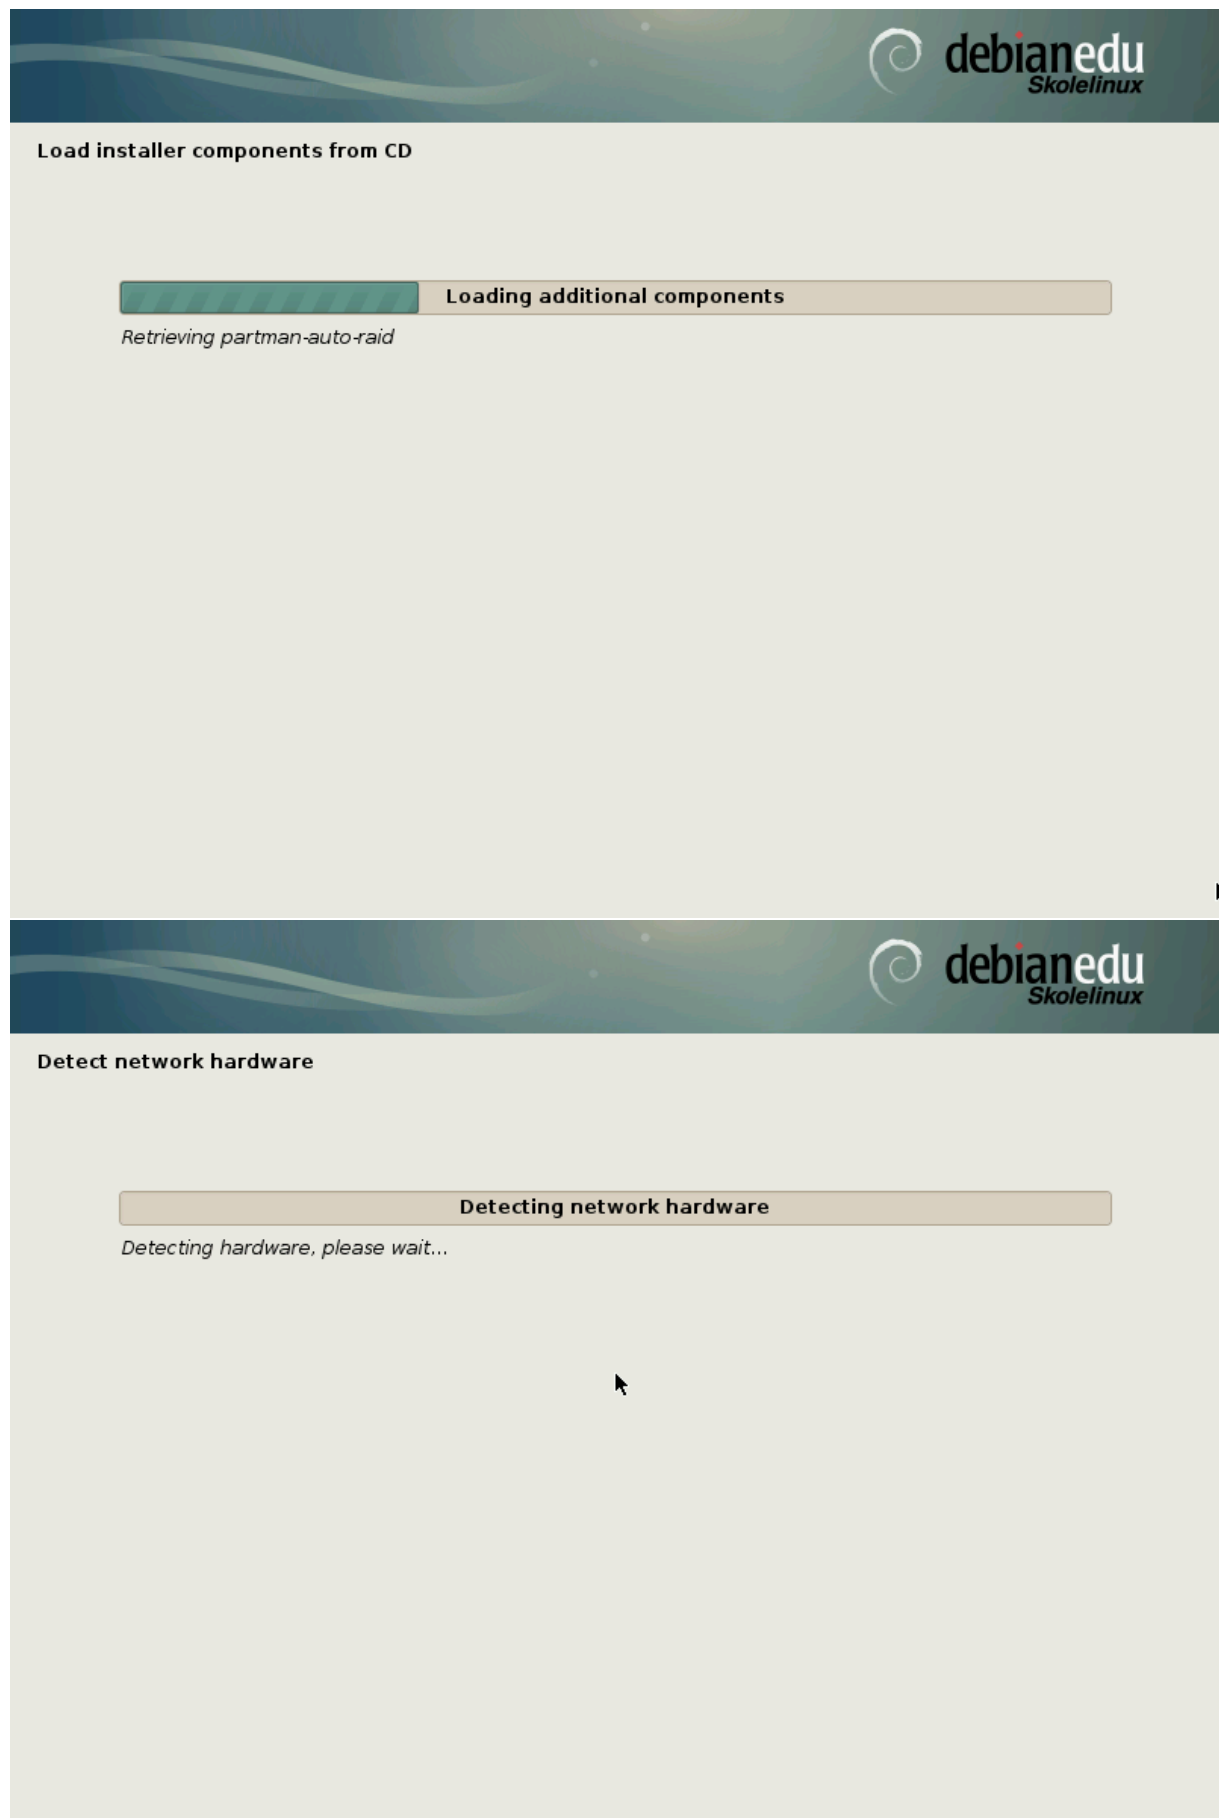 debianedu
Skolelinux
Load installer components from CD
Loading additional components
Retrieving partman-auto-raid
debianedu
Skolelinux
Detect network hardware
Detecting network hardware
Detecting hardware, please wait...